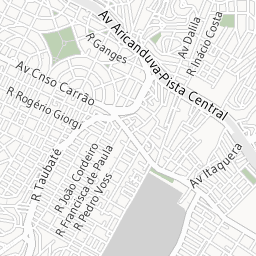 Av Aricanduva-Pista Central
R Ganges
Av Dalila
R Inácio Costa
Av Cnso Carrão
R Rogério Giorgi
Av Itaquera
R Taubaté
R João Cordeiro
R Francisca de Paula
R Pedro Voss